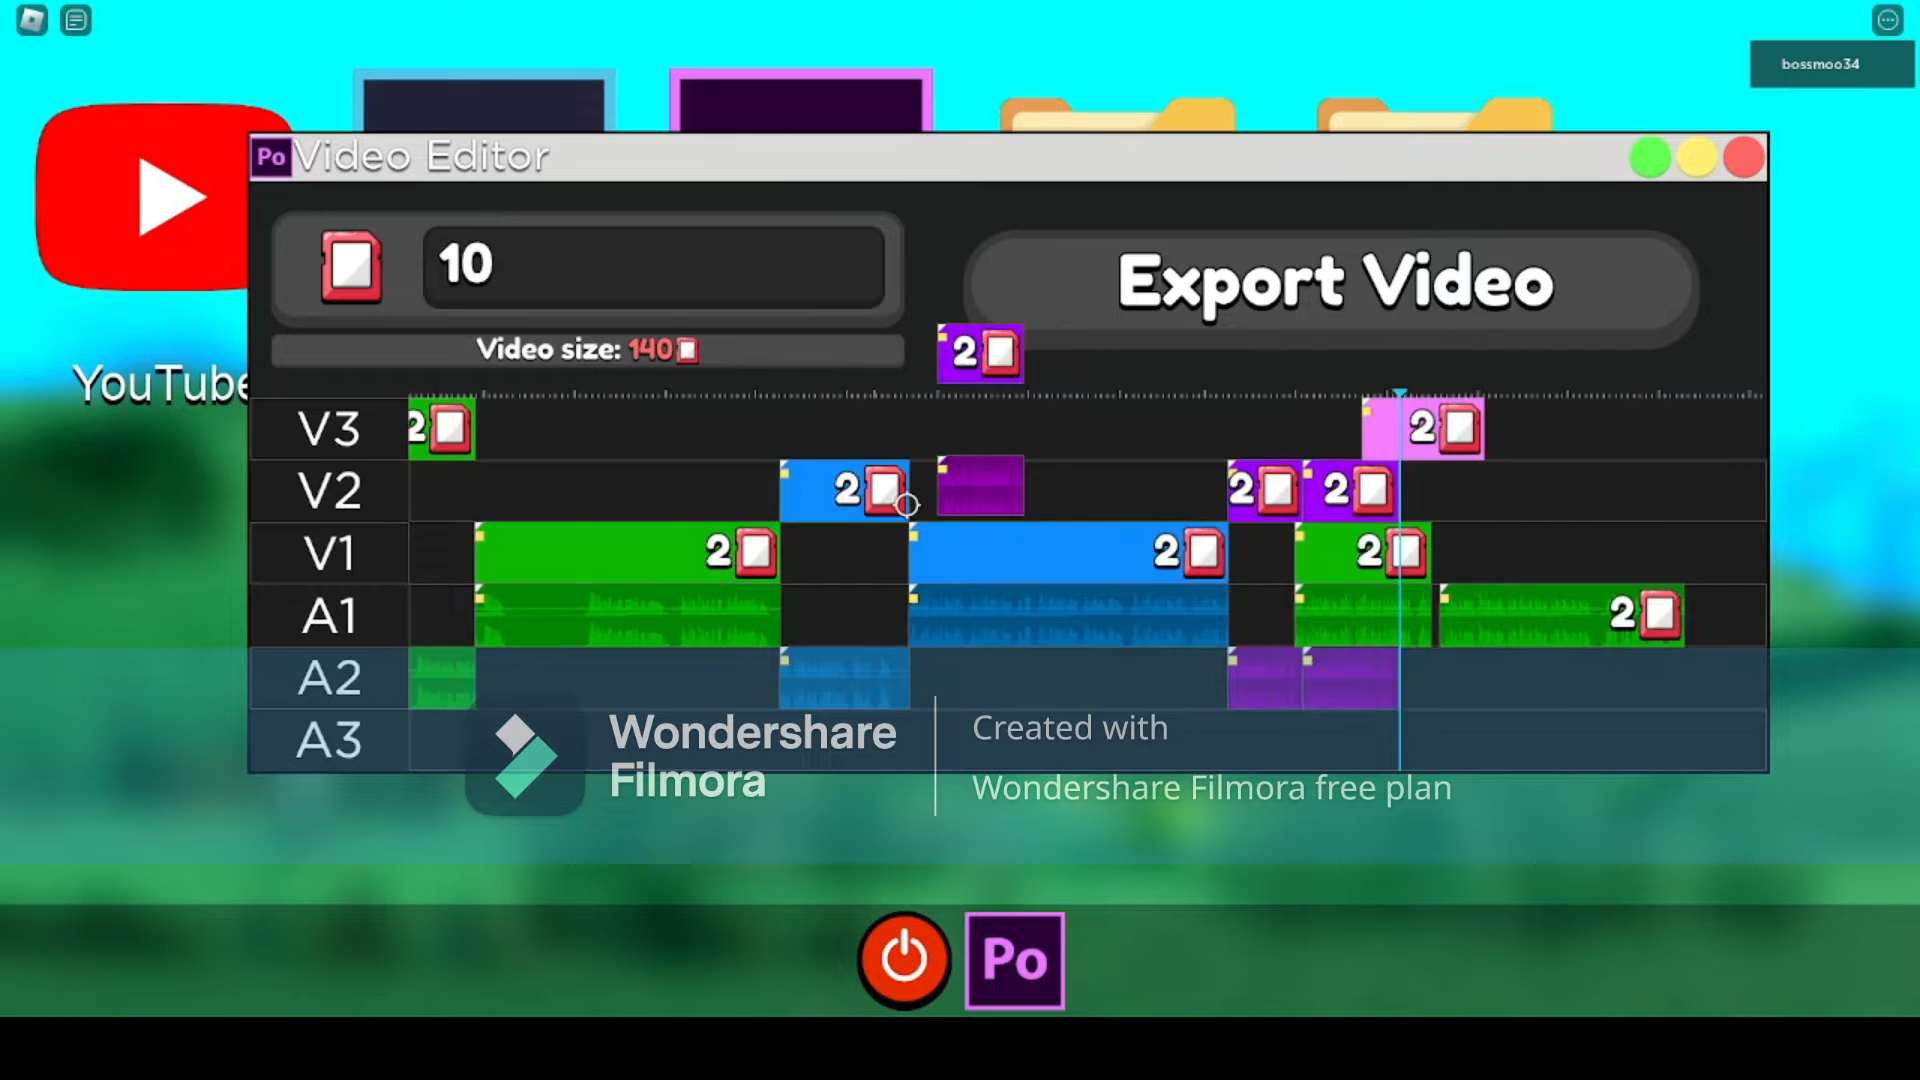 bossmoo34
Po Video Editor
10
Export Video
Video size: 140
2
YouTube
V3
2
2
V2
2
2
2
V1
2
2
2
A1
2
A2
A3
Wondershare
Filmora
Created with
Wondershare Filmora free plan
Po